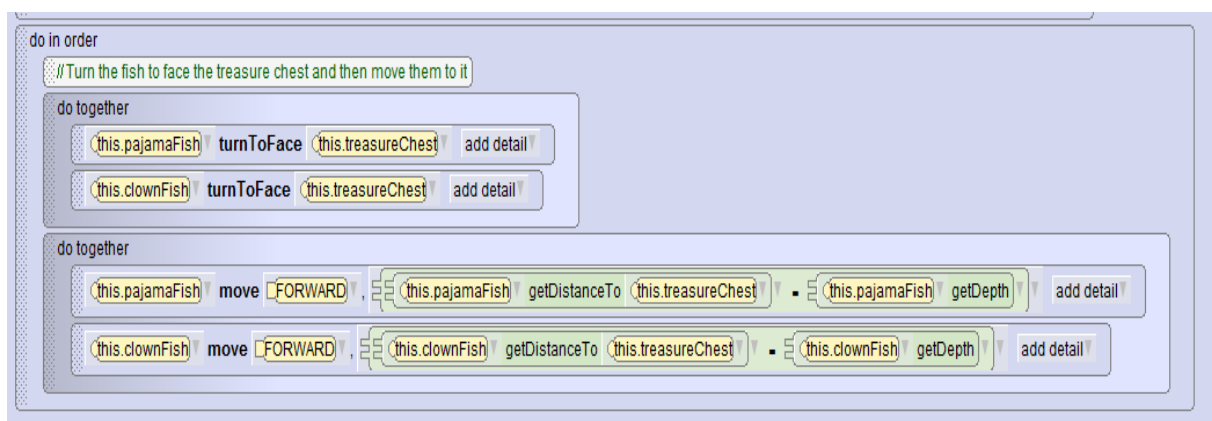 do in order
//Turn the fish to face the treasure chest and then move them to it
do together
this.pajamaFish turnToFace this.treasureChest add detail
this.clownFish turnToFace this.treasureChest add detail
do together
this.pajamaFish move FORWARD , this.pajamaFish getDistanceTo this.treasureChest - this.pajamaFish getDepth add detail
this.clownFish move FORWARD , this.clownFish getDistanceTo this.treasureChest - this.clownFish getDepth add detail